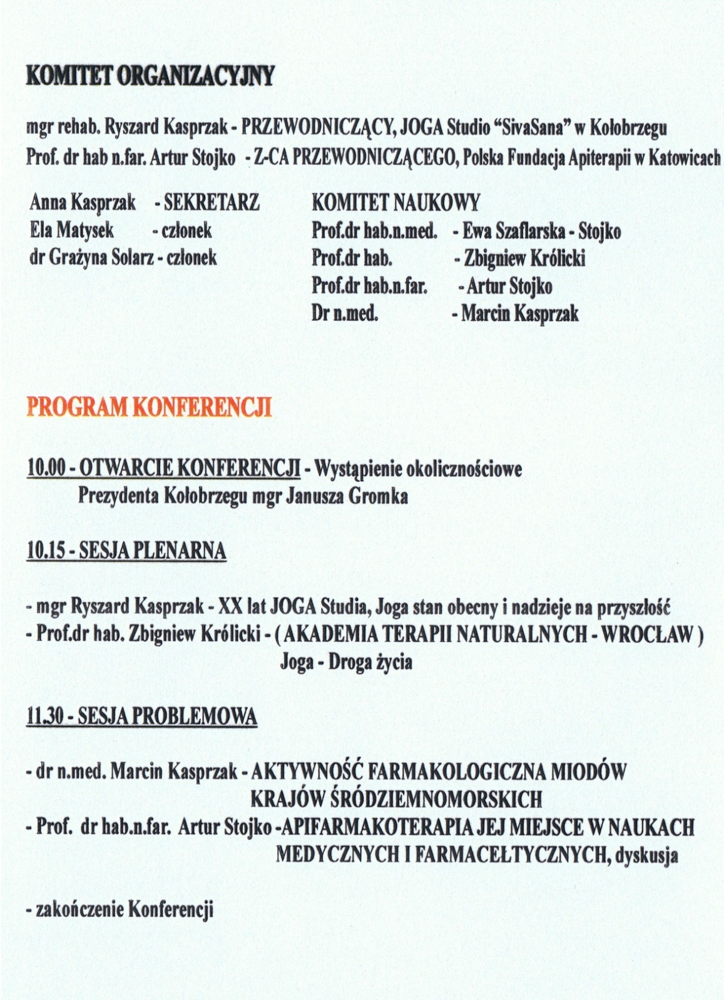 KOMITET ORGANIZACYJNY
mgr rehab. Ryszard Kasprzak - PRZEWODNICZĄCY, JOGA Studio “SivaSana” w Kołobrzegu
Prof. dr hab n.far. Artur Stojko - Z-CA PRZEWODNICZĄCEGO, Polska Fundacja Apiterapii w Katowicach
Anna Kasprzak - SEKRETARZ
Ela Matysek - członek
dr Grażyna Solarz - członek
KOMITET NAUKOWY
Prof.dr hab.n.med. - Ewa Szaflarska - Stojko
Prof.dr hab. - Zbigniew Królicki
Prof.dr hab.n.far. - Artur Stojko
Dr n.med. - Marcin Kasprzak
PROGRAM KONFERENCJI
10.00 - OTWARCIE KONFERENCJI - Wystąpienie okolicznościowe
Prezydenta Kołobrzegu mgr Janusza Gromka
10.15 - SESJA PLENARNA
- mgr Ryszard Kasprzak - XX lat JOGA Studia, Joga stan obecny i nadzieje na przyszłość
- Prof.dr hab. Zbigniew Królicki - ( AKADEMIA TERAPII NATURALNYCH - WROCŁAW )
Joga - Droga życia
11.30 - SESJA PROBLEMOWA
- dr n.med. Marcin Kasprzak - AKTYWNOŚĆ FARMAKOLOGICZNA MIODÓW
KRAJÓW ŚRÓDZIEMNOMORSKICH
- Prof. dr hab.n.far. Artur Stojko -APIFARMAKOTERAPIA JEJ MIEJSCE W NAUKACH
MEDYCZNYCH I FARMACEŁTYCZNYCH, dyskusja
- zakończenie Konferencji